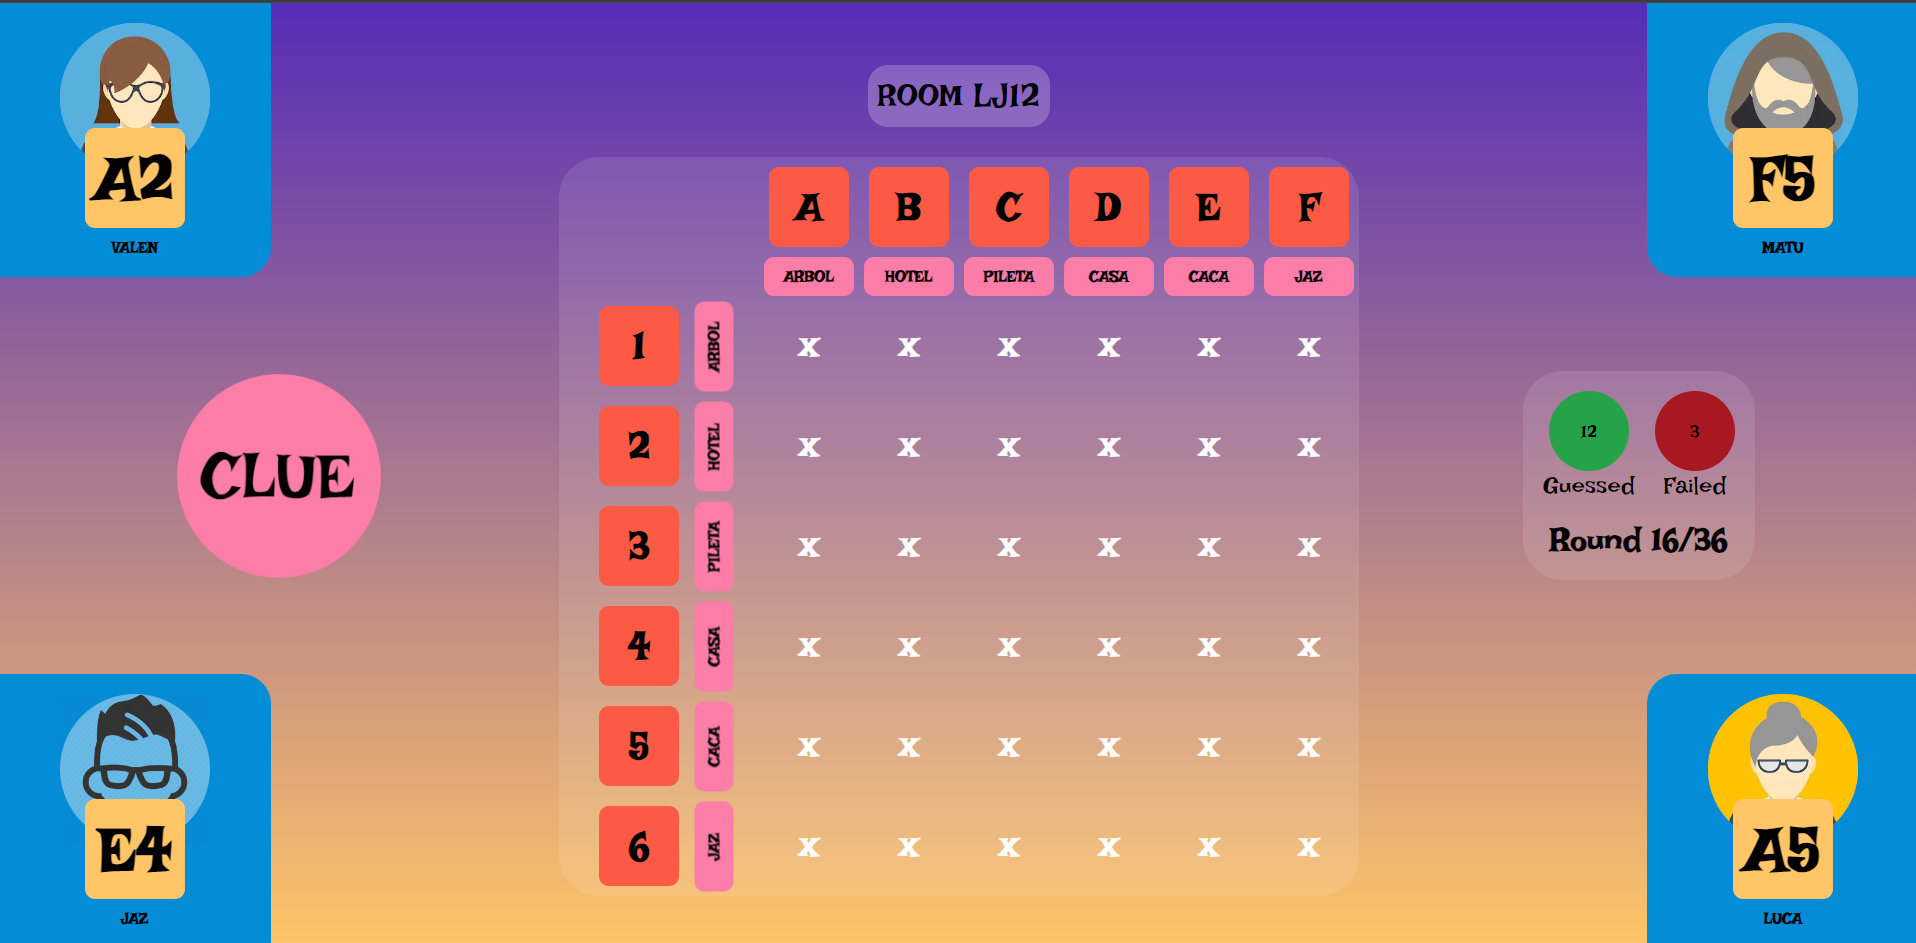 A2
VALEN
ROOM LJ12
F5
MATU
A B C D E F
ARBOL HOTEL PILETA CASA CACA JAZ
1 ARBOL X X X X X X
2 HOTEL X X X X X X
3 PILETA X X X X X X
4 CASA X X X X X X
5 CACA X X X X X X
6 JAZ X X X X X X
CLUE
12 3
Guessed Failed
Round 16/36
E4
JAZ
A5
LUCA